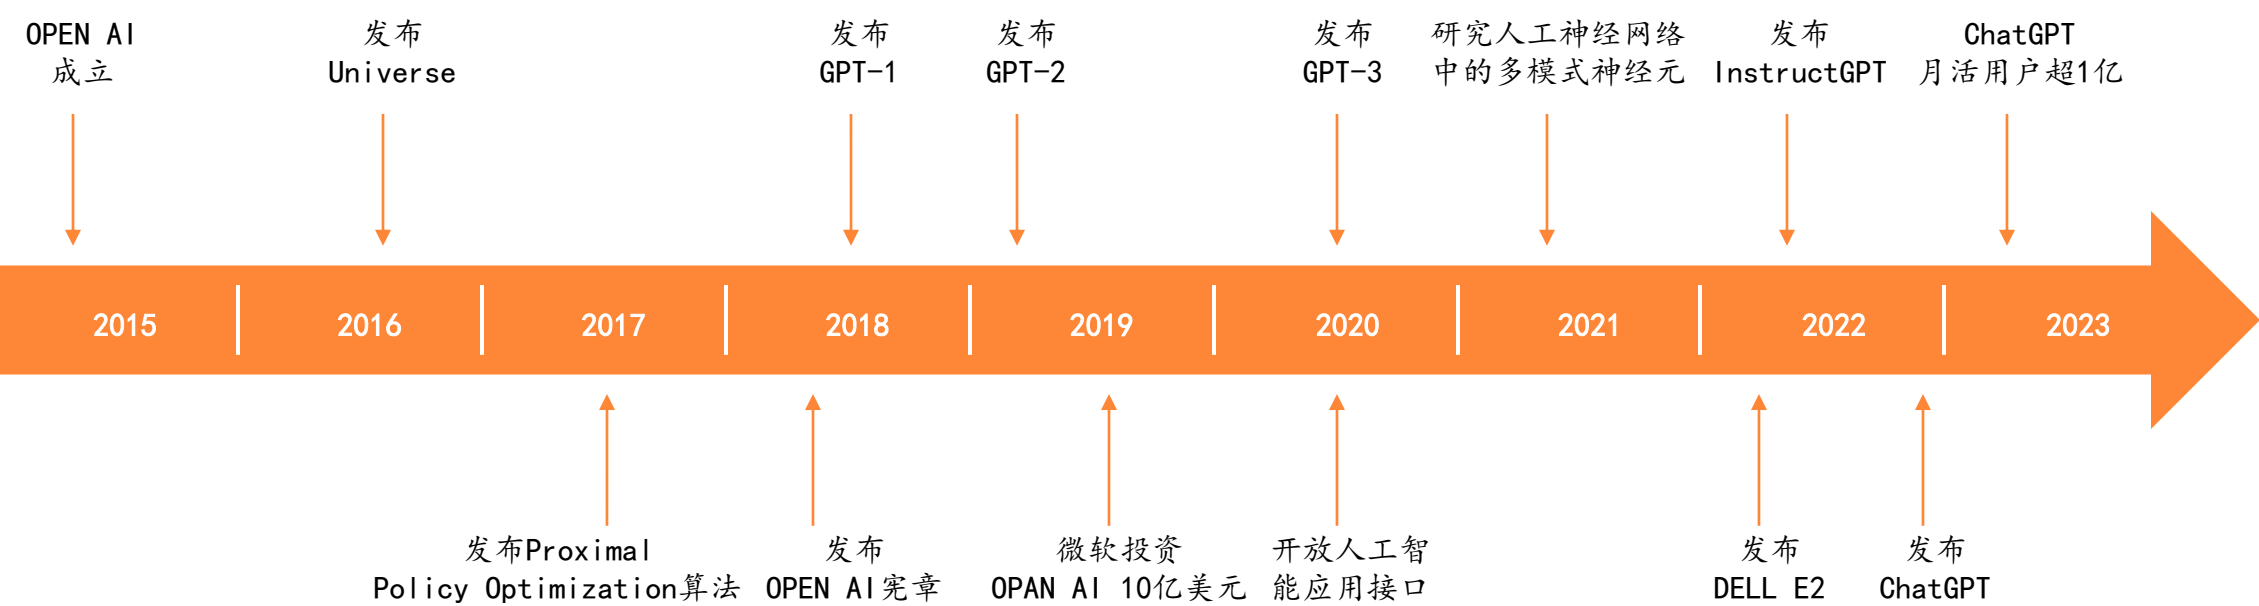 OPEN AI
成立
发布
Universe
发布
GPT-1
发布
GPT-2
发布
GPT-3
研究人工神经网络
中的多模式神经元
发布
InstructGPT
ChatGPT
月活用户超1亿
2015
2016
2017
2018
2019
2020
2021
2022
2023
发布Proximal
Policy Optimization算法
发布
OPEN AI宪章
微软投资
OPAN AI 10亿美元
开放人工智
能应用接口
发布
DELL E2
发布
ChatGPT